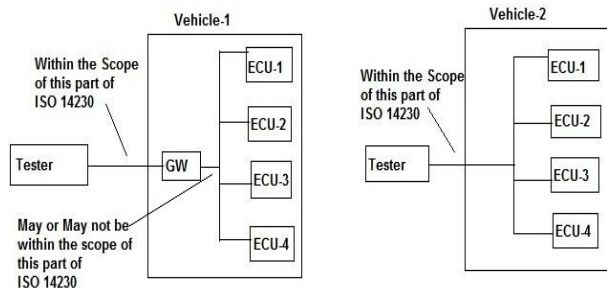 Vehicle-1
Within the Scope
of this part of
ISO 14230
ECU-1
ECU-2
Tester
GW
ECU-3
May or May not be
within the scope of
this part of
ISO 14230
ECU-4
Vehicle-2
Within the Scope
of this part of
ISO 14230
ECU-1
ECU-2
Tester
ECU-3
ECU-4